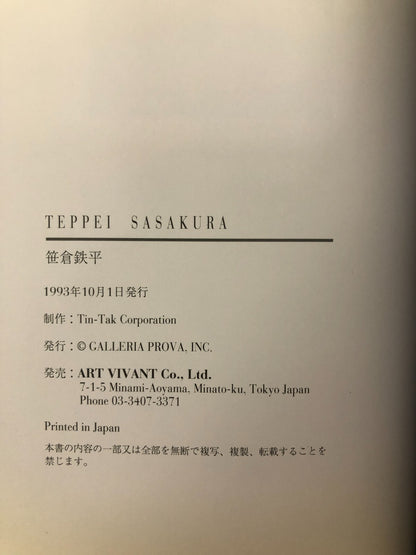 TEPPEI SASAKURA
笹倉鉄平
1993年10月1日発行
制作：Tin-Tak Corporation
発行：© GALLERIA PROVA, INC.
発売：ART VIVANT Co., Ltd.
7-1-5 Minami-Aoyama, Minato-ku, Tokyo Japan
Phone 03-3407-3371
Printed in Japan
本書の内容の一部又は全部を無断で複写、複製、転載することを
禁じます。